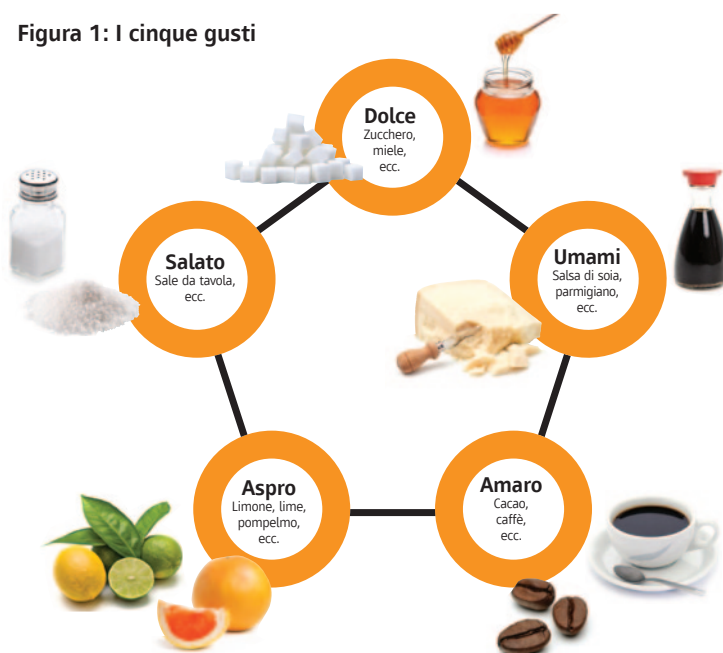 Figura 1: I cinque gusti
Dolce
Zucchero,
miele,
ecc.
Salato
Sale da tavola,
ecc.
Umami
Salsa di soia,
parmigiano,
ecc.
Aspro
Limone, lime,
pompelmo,
ecc.
Amaro
Cacao,
caffè,
ecc.